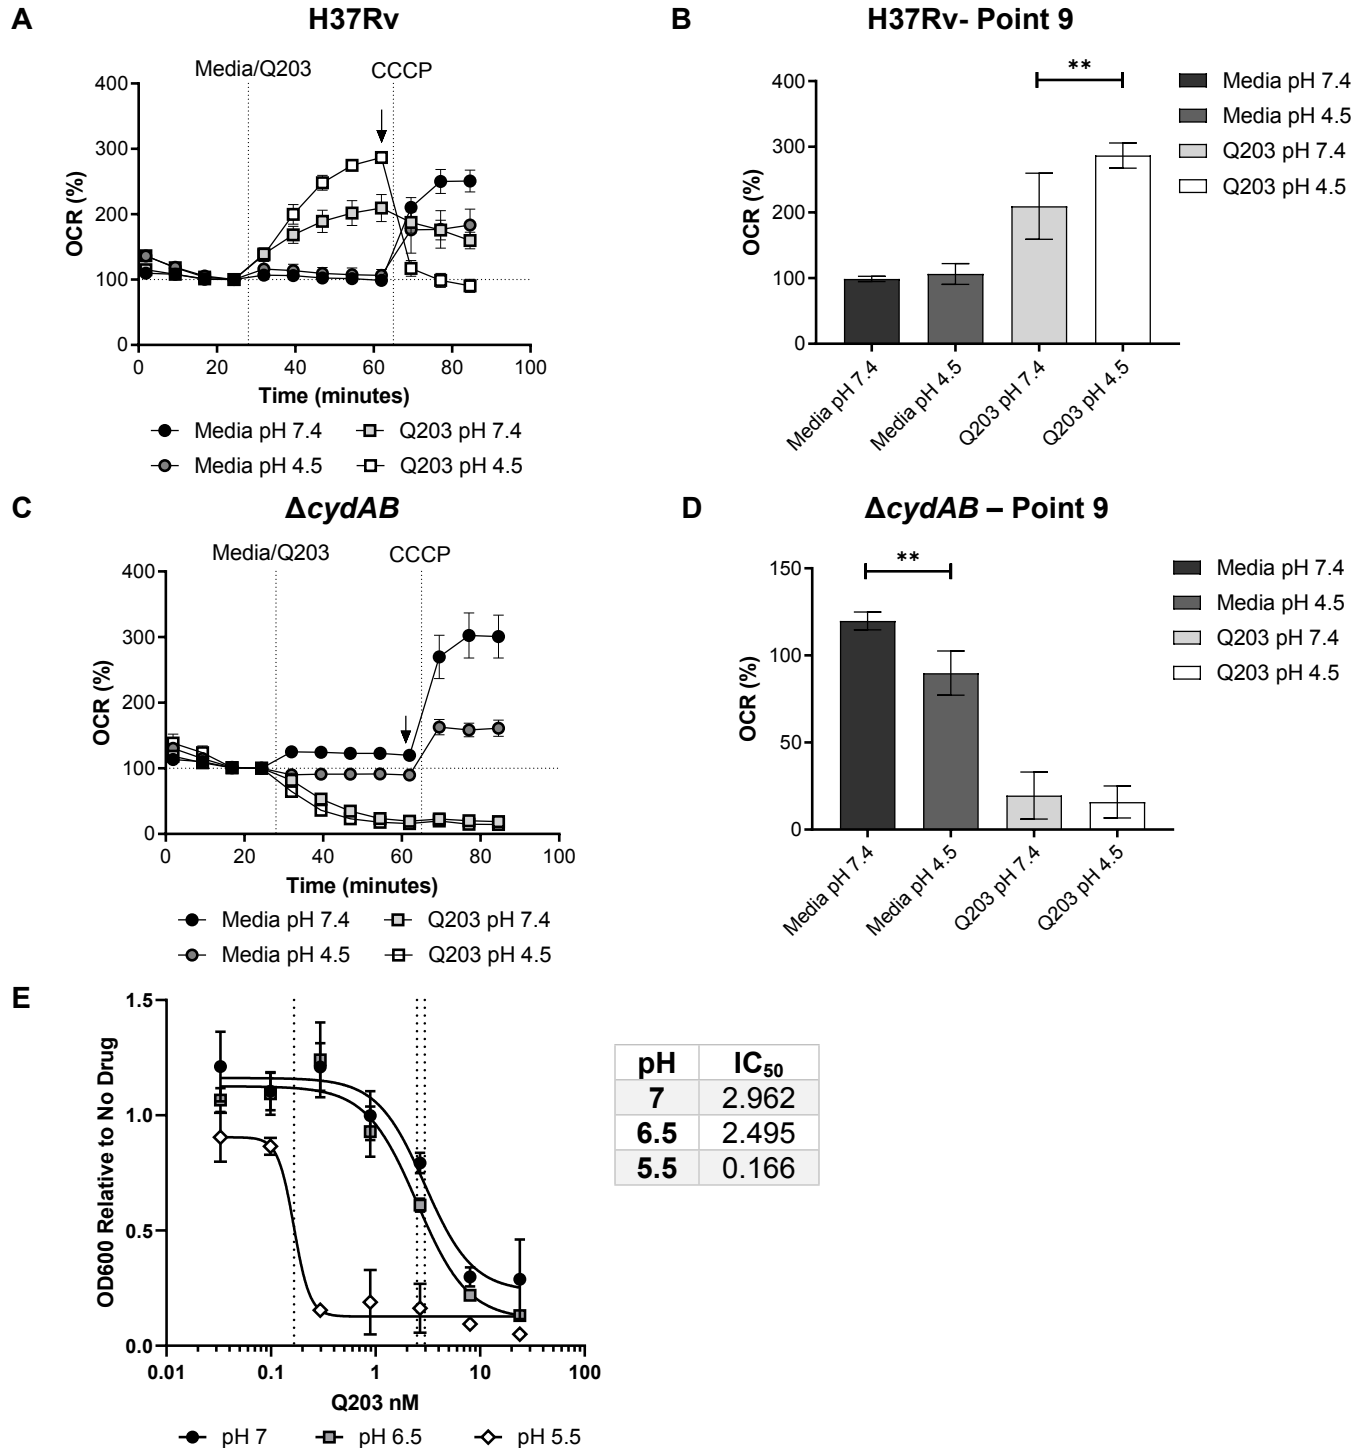 A
H37Rv
Media/Q203
CCCP
OCR (%)
400
300
200
100
0
0
20
40
60
80
100
Time (minutes)
Media pH 7.4
Q203 pH 7.4
Media pH 4.5
Q203 pH 4.5
B
H37Rv- Point 9
**
OCR (%)
400
300
200
100
0
Media pH 7.4
Media pH 4.5
Q203 pH 7.4
Q203 pH 4.5
Media pH 7.4
Media pH 4.5
Q203 pH 7.4
Q203 pH 4.5
C
ΔcydAB
Media/Q203
CCCP
OCR (%)
400
300
200
100
0
0
20
40
60
80
100
Time (minutes)
Media pH 7.4
Q203 pH 7.4
Media pH 4.5
Q203 pH 4.5
D
ΔcydAB – Point 9
**
OCR (%)
150
100
50
0
Media pH 7.4
Media pH 4.5
Q203 pH 7.4
Q203 pH 4.5
Media pH 7.4
Media pH 4.5
Q203 pH 7.4
Q203 pH 4.5
E
OD600 Relative to No Drug
1.5
1.0
0.5
0.0
0.01
0.1
1
10
100
Q203 nM
pH 7
pH 6.5
pH 5.5
pH IC₅₀
7 2.962
6.5 2.495
5.5 0.166